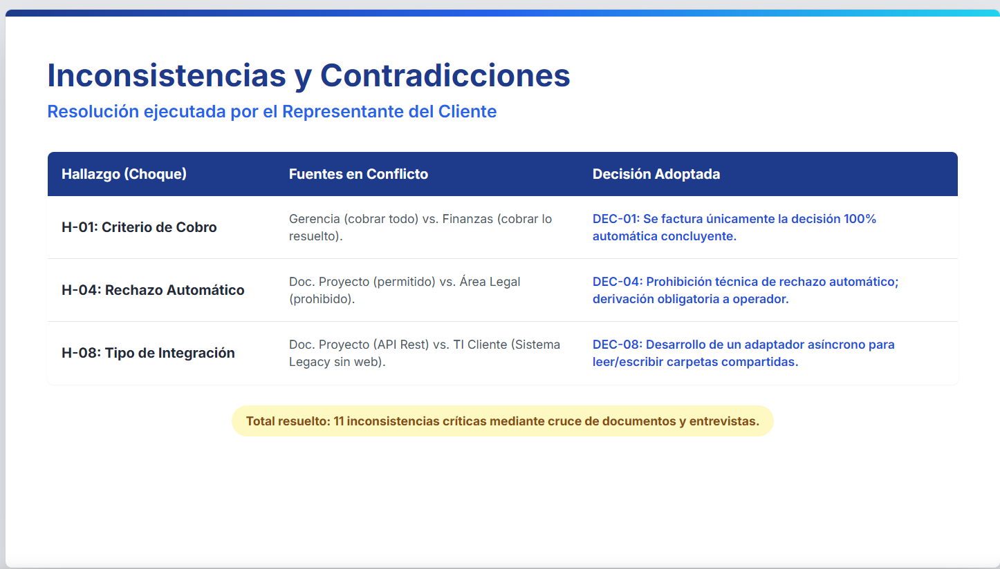 Inconsistencias y Contradicciones
Resolución ejecutada por el Representante del Cliente
Hallazgo (Choque)
Fuentes en Conflicto
Decisión Adoptada
H-01: Criterio de Cobro
Gerencia (cobrar todo) vs. Finanzas (cobrar lo
resuelto).
DEC-01: Se factura únicamente la decisión 100%
automática concluyente.
H-04: Rechazo Automático
Doc. Proyecto (permitido) vs. Área Legal
(prohibido).
DEC-04: Prohibición técnica de rechazo automático;
derivación obligatoria a operador.
H-08: Tipo de Integración
Doc. Proyecto (API Rest) vs. TI Cliente (Sistema
Legacy sin web).
DEC-08: Desarrollo de un adaptador asíncrono para
leer/escribir carpetas compartidas.
Total resuelto: 11 inconsistencias críticas mediante cruce de documentos y entrevistas.